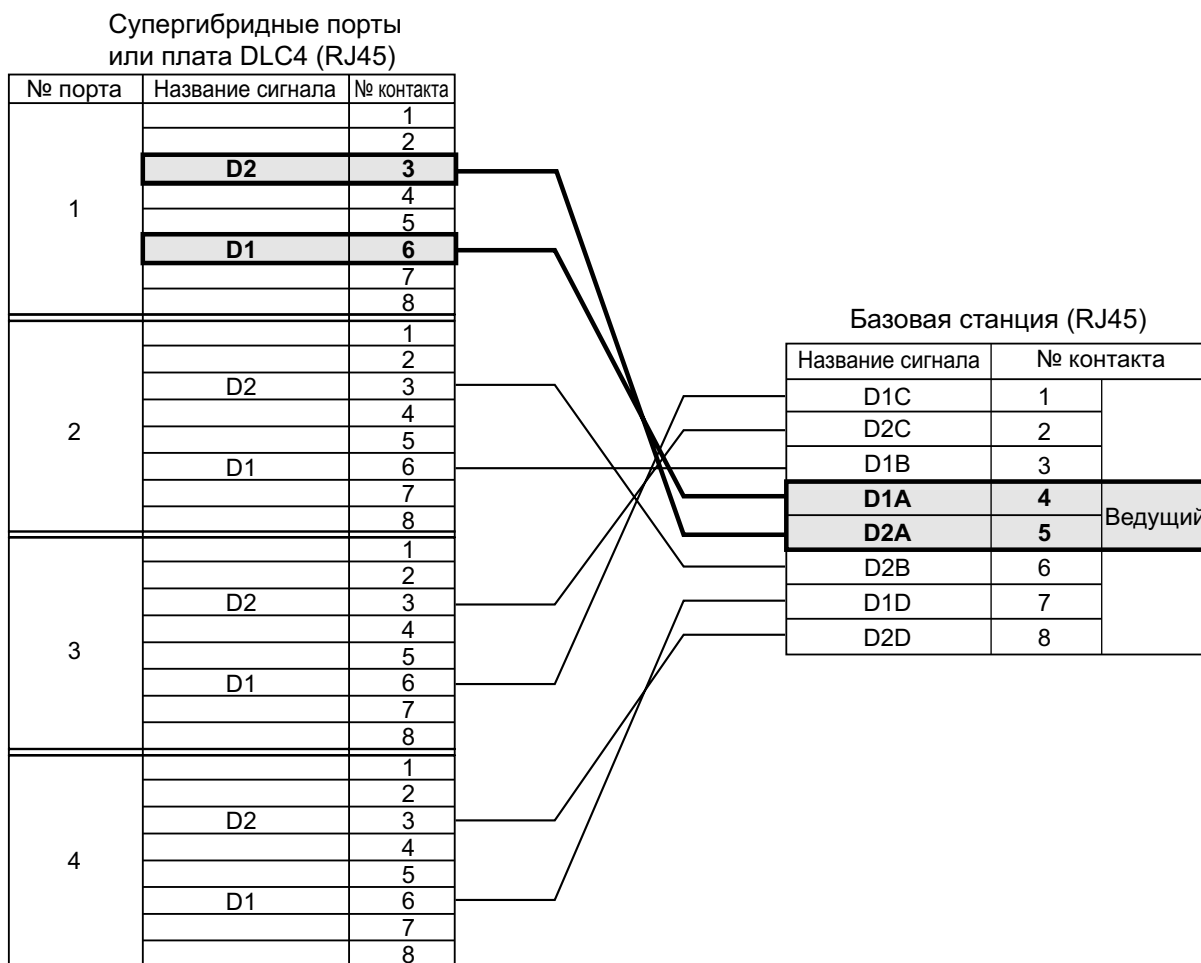 Супергибридные порты
или плата DLC4 (RJ45)
№ порта Название сигнала № контакта
1
2
D2 3
4
1
5
D1 6
7
8
1
2
D2 3
4
2
5
D1 6
7
8
1
2
D2 3
4
3
5
D1 6
7
8
1
2
D2 3
4
4
5
D1 6
7
8
Базовая станция (RJ45)
Название сигнала № контакта
D1C 1
D2C 2
D1B 3
D1A 4
Ведущий
D2A 5
D2B 6
D1D 7
D2D 8